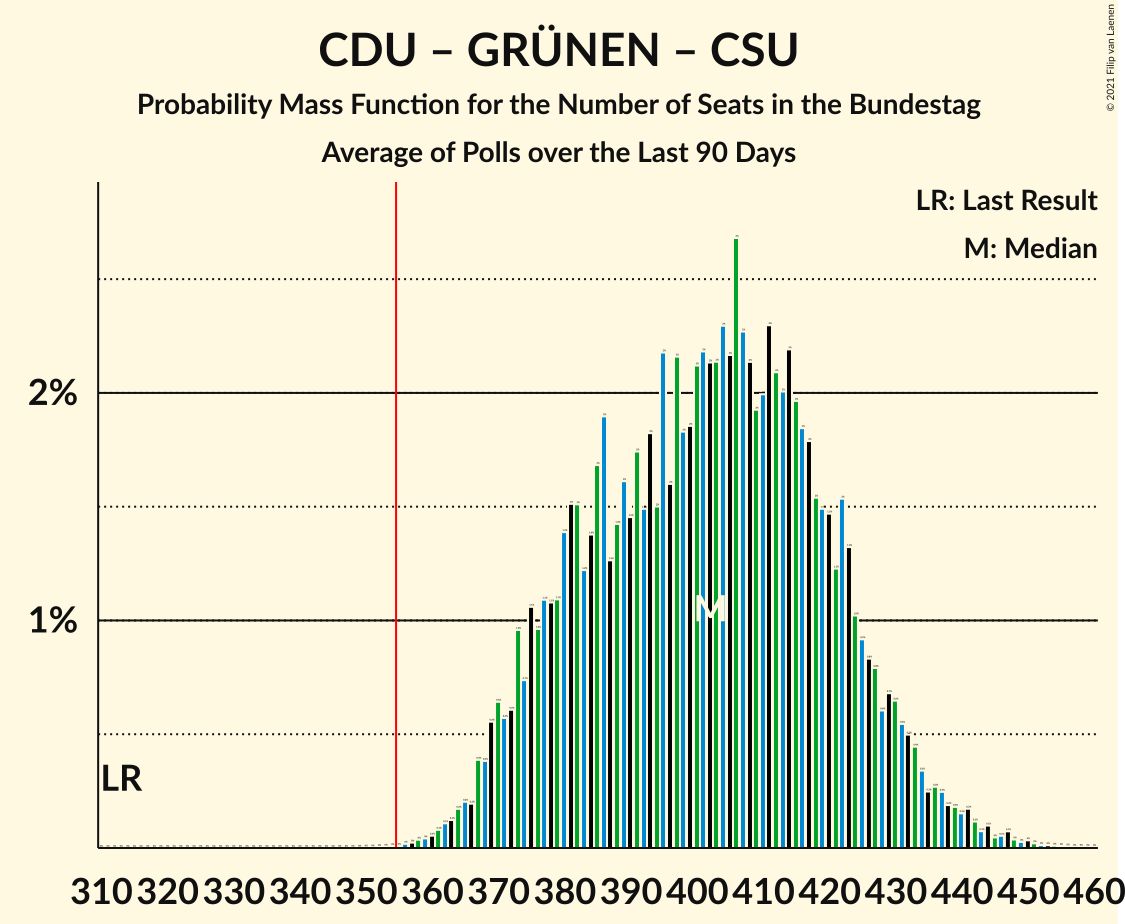 CDU – GRÜNEN – CSU
Probability Mass Function for the Number of Seats in the Bundestag
Average of Polls over the Last 90 Days
© 2021 Filip van Laenen
LR: Last Result
M: Median
2%
1%
M
LR
310 320 330 340 350 360 370 380 390 400 410 420 430 440 450 460